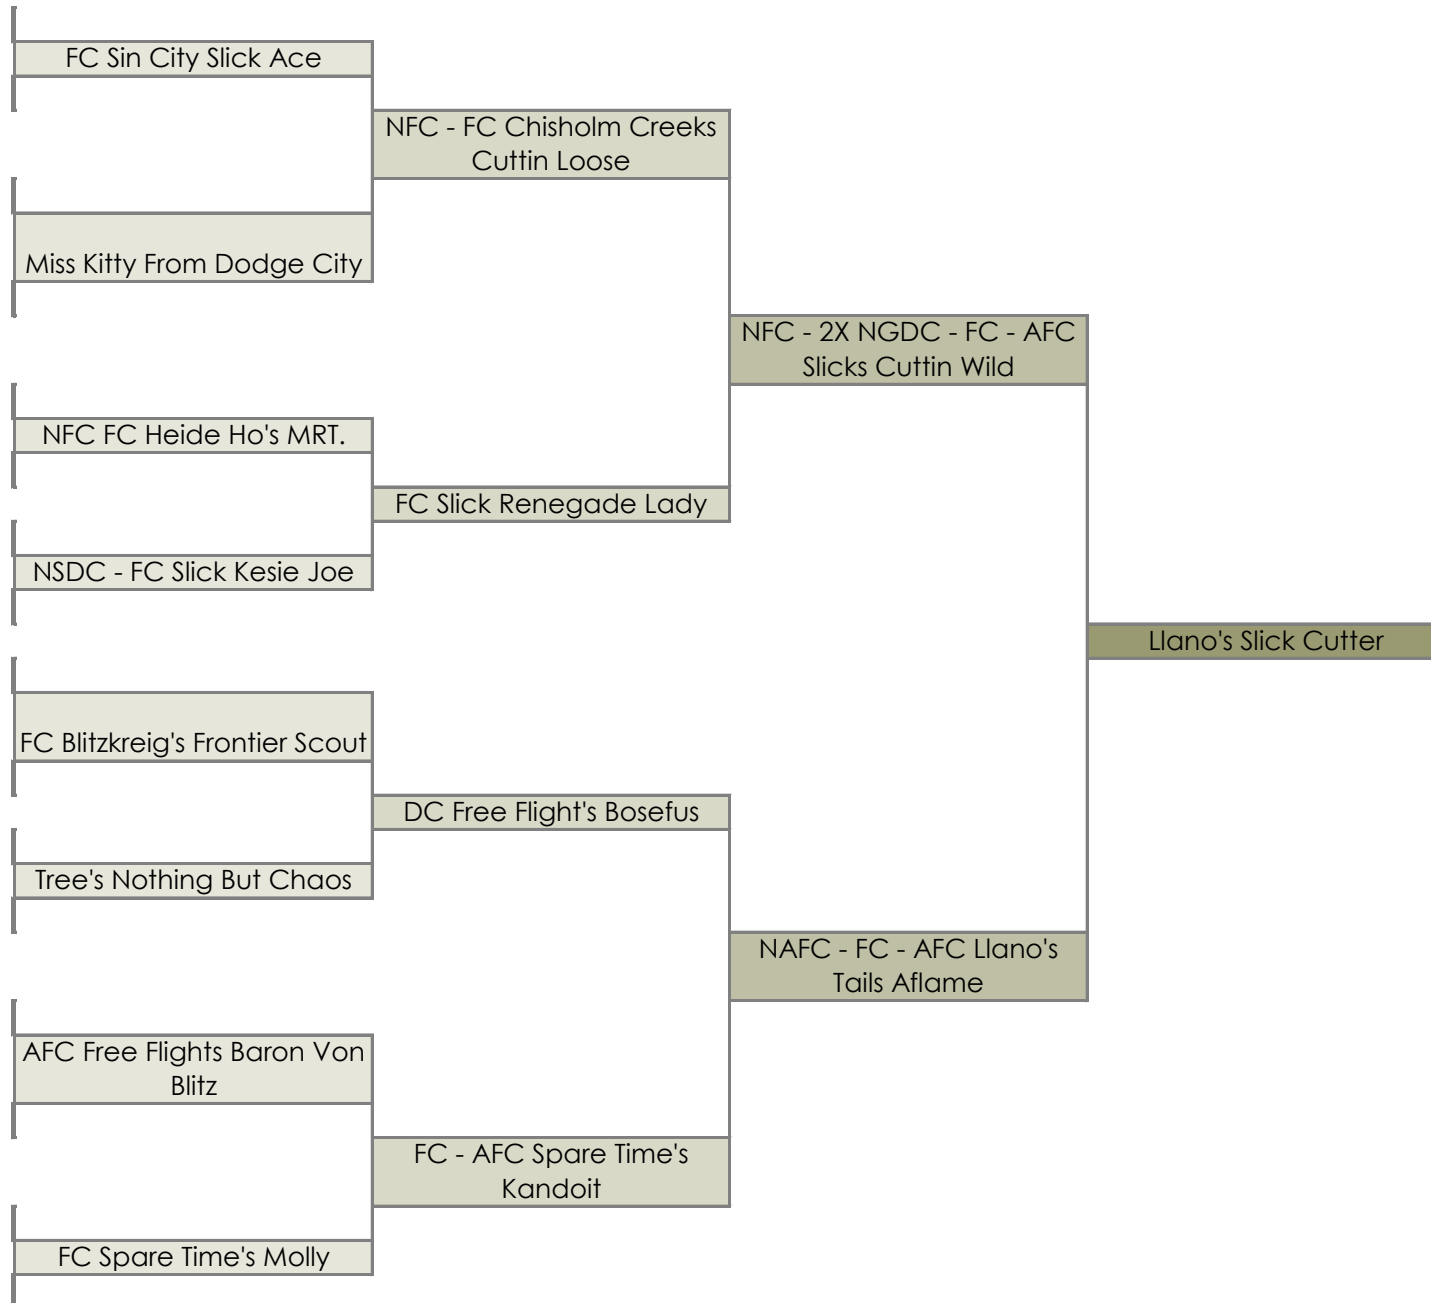 FC Sin City Slick Ace
NFC - FC Chisholm Creeks
Cuttin Loose
Miss Kitty From Dodge City
NFC - 2X NGDC - FC - AFC
Slicks Cuttin Wild
NFC FC Heide Ho's MRT.
FC Slick Renegade Lady
NSDC - FC Slick Kesie Joe
Llano's Slick Cutter
FC Blitzkreig's Frontier Scout
DC Free Flight's Bosefus
Tree's Nothing But Chaos
NAFC - FC - AFC Llano's
Tails Aflame
AFC Free Flights Baron Von
Blitz
FC - AFC Spare Time's
Kandoit
FC Spare Time's Molly